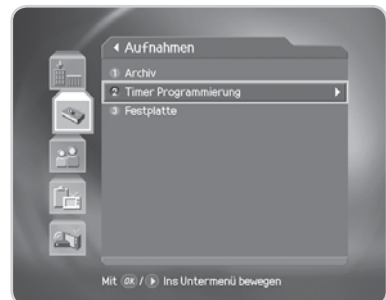 Aufnahmen
1 Archiv
2 Timer Programmierung
3 Festplatte
Mit OK / Ins Untermenü bewegen